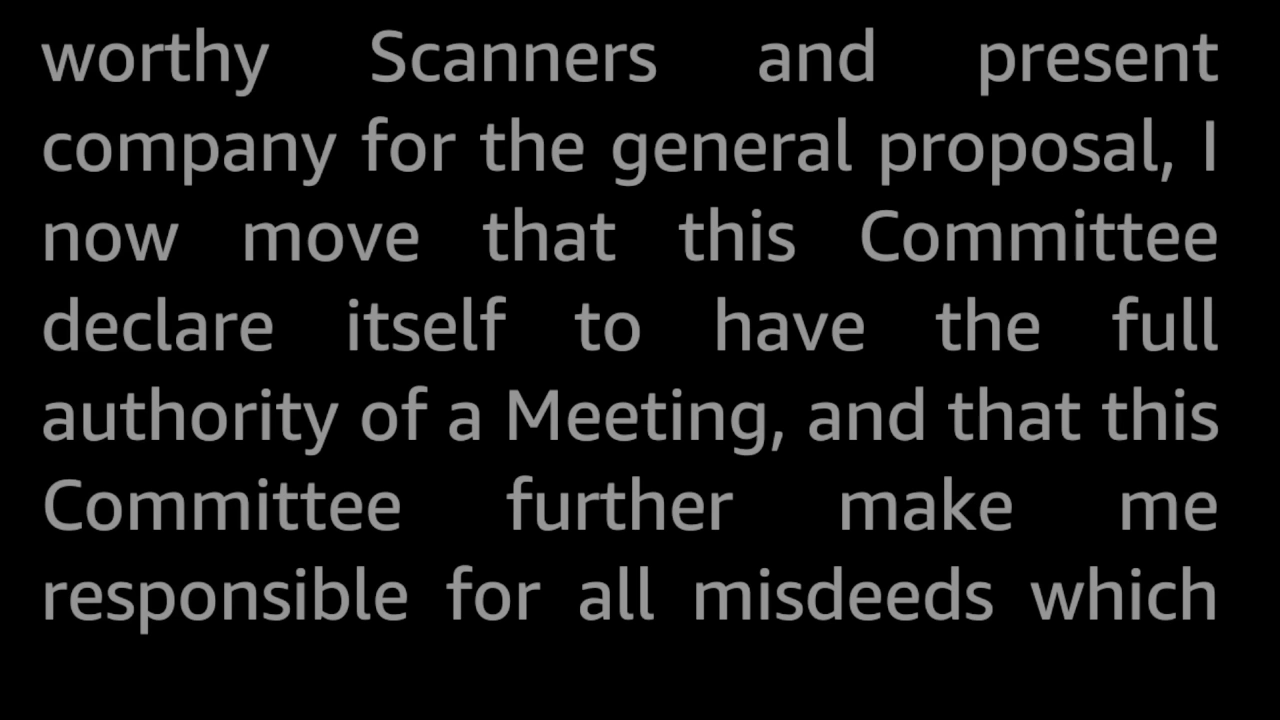 worthy Scanners and present
company for the general proposal, I
now move that this Committee
declare itself to have the full
authority of a Meeting, and that this
Committee further make me
responsible for all misdeeds which